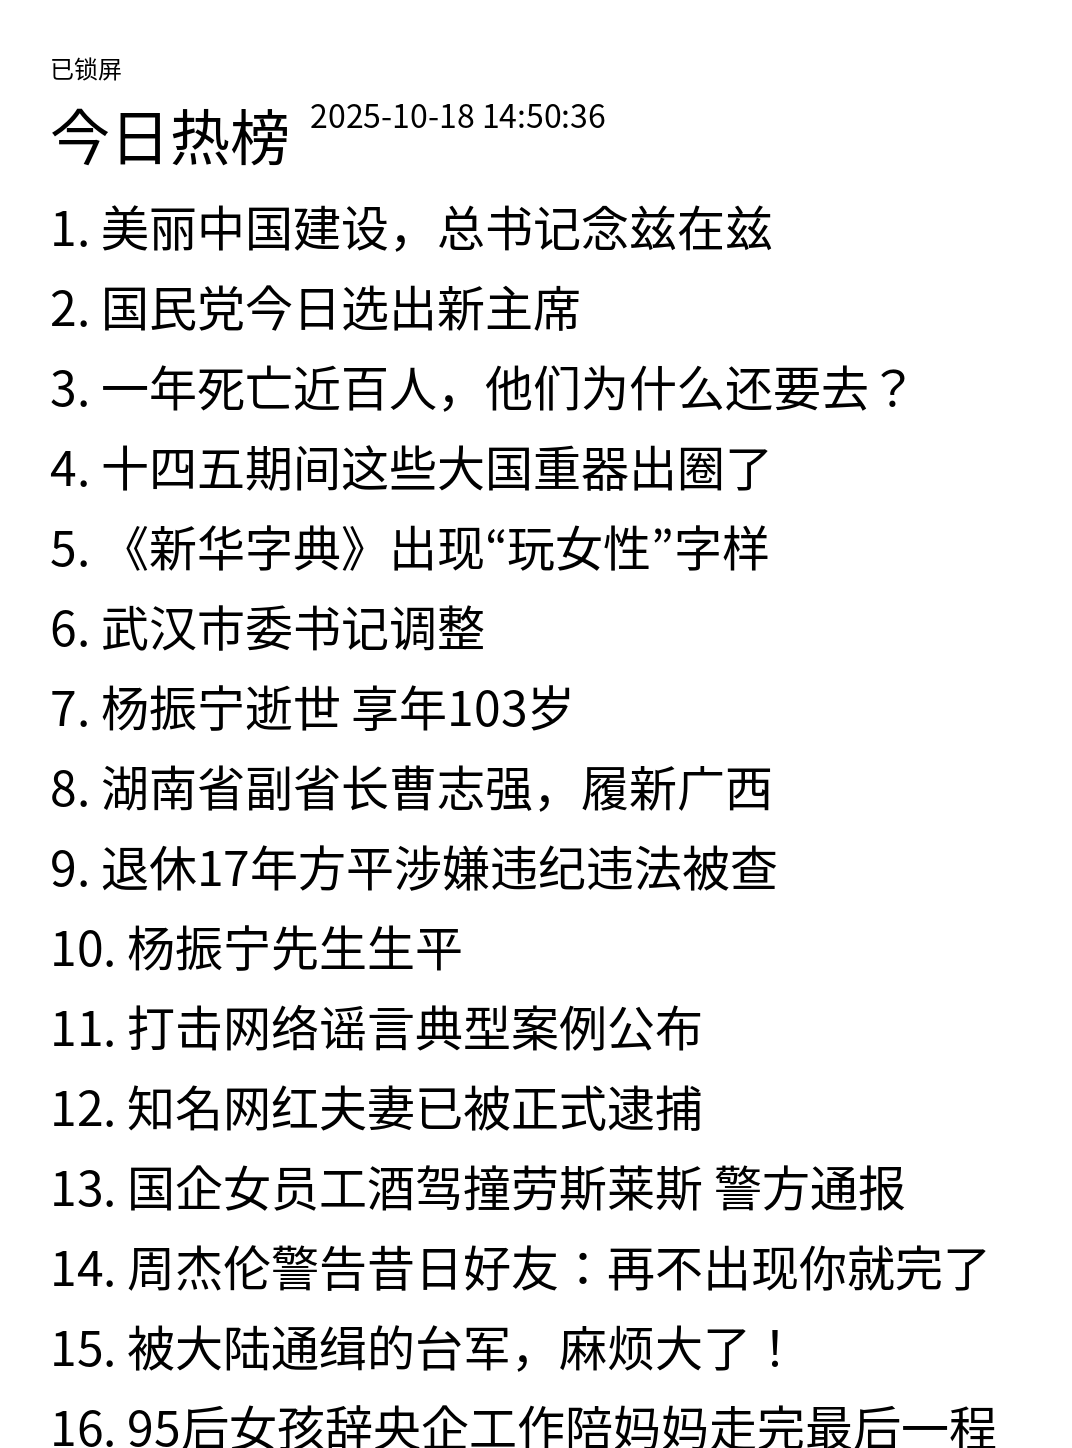 已锁屏
今日热榜 2025-10-18 14:50:36
1. 美丽中国建设，总书记念兹在兹
2. 国民党今日选出新主席
3. 一年死亡近百人，他们为什么还要去？
4. 十四五期间这些大国重器出圈了
5. 《新华字典》出现“玩女性”字样
6. 武汉市委书记调整
7. 杨振宁逝世 享年103岁
8. 湖南省副省长曹志强，履新广西
9. 退休17年方平涉嫌违纪违法被查
10. 杨振宁先生生平
11. 打击网络谣言典型案例公布
12. 知名网红夫妻已被正式逮捕
13. 国企女员工酒驾撞劳斯莱斯 警方通报
14. 周杰伦警告昔日好友：再不出现你就完了
15. 被大陆通缉的台军，麻烦大了！
16. 95后女孩辞央企工作陪妈妈走完最后一程